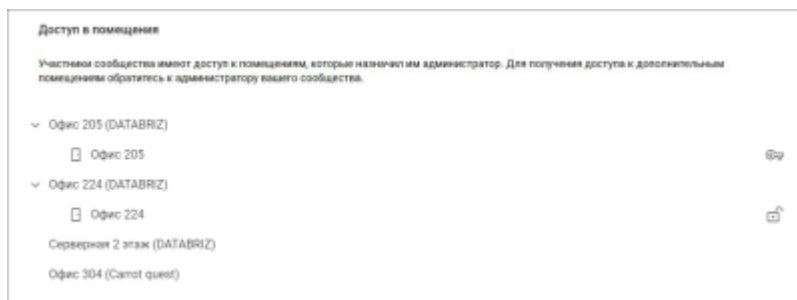 Доступ в помещения
Участники сообщества имеют доступ к помещениям, которые назначил им администратор. Для получения доступа к дополнительным
помещениям обратитесь к администратору вашего сообщества.
Офис 205 (DATABRIZ)
Офис 205
Офис 224 (DATABRIZ)
Офис 224
Серверная 2 этаж (DATABRIZ)
Офис 304 (Carrot quest)